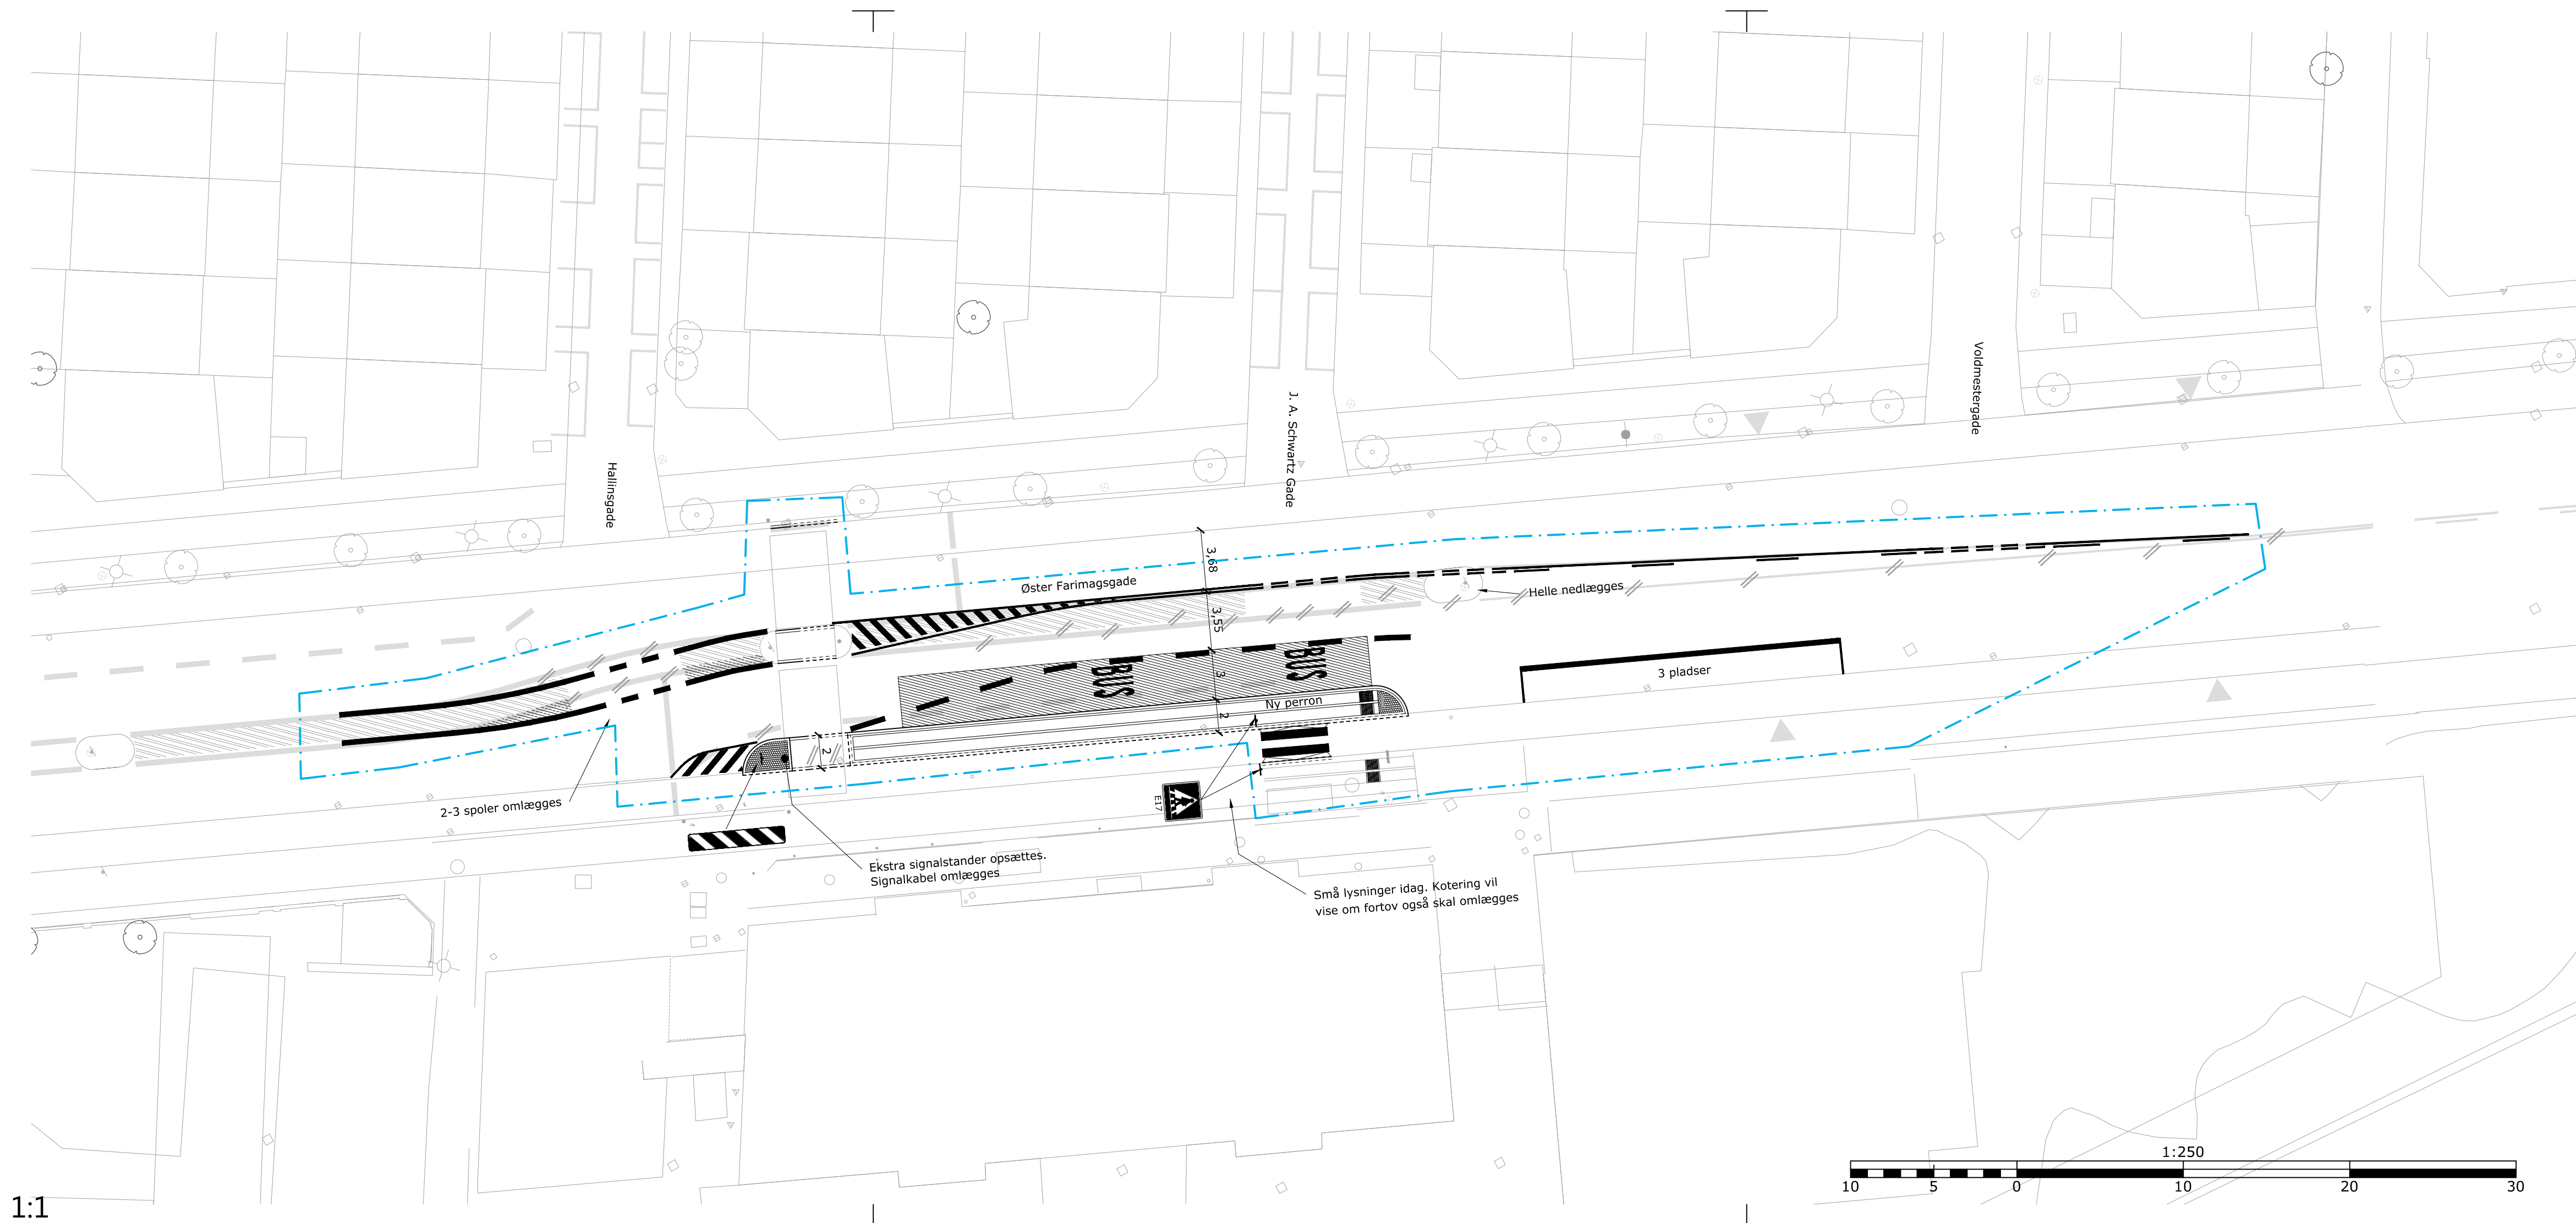 Hallinsgade
J. A. Schwartz Gade
Voldmestergade
3,68
Øster Farimagsgade
3,55
Helle nedlægges
BUS
BUS
3
3 pladser
Ny perron
2
2
2-3 spoler omlægges
E17
Ekstra signalstander opsættes.
Signalkabel omlægges
Små lysninger idag. Kotering vil
vise om fortov også skal omlægges
1:250
10 5 0 10 20 30
1:1